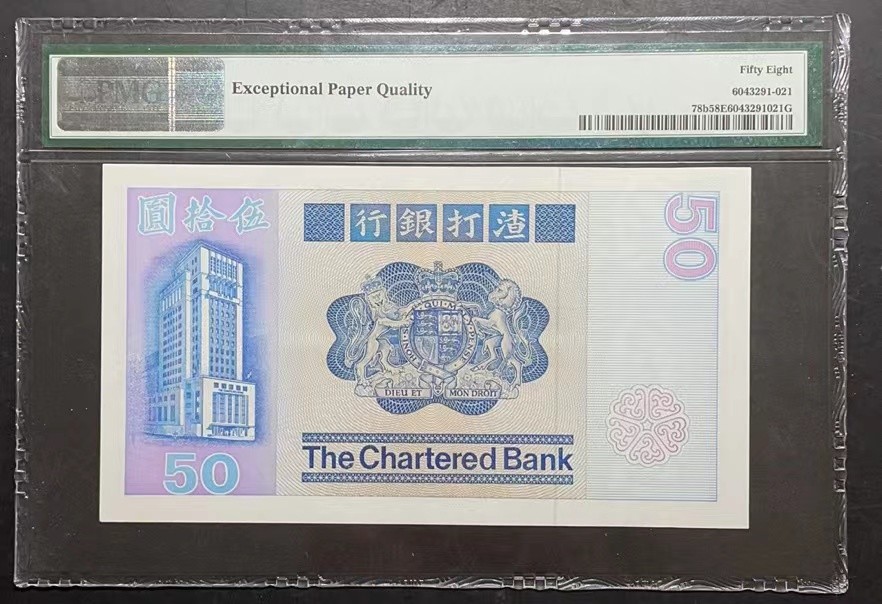 PMG
Exceptional Paper Quality
Fifty Eight
6043291-021
78b58E6043291021G
圓拾伍
行銀打渣
50
DIEU ET MON DROIT
The Chartered Bank
50